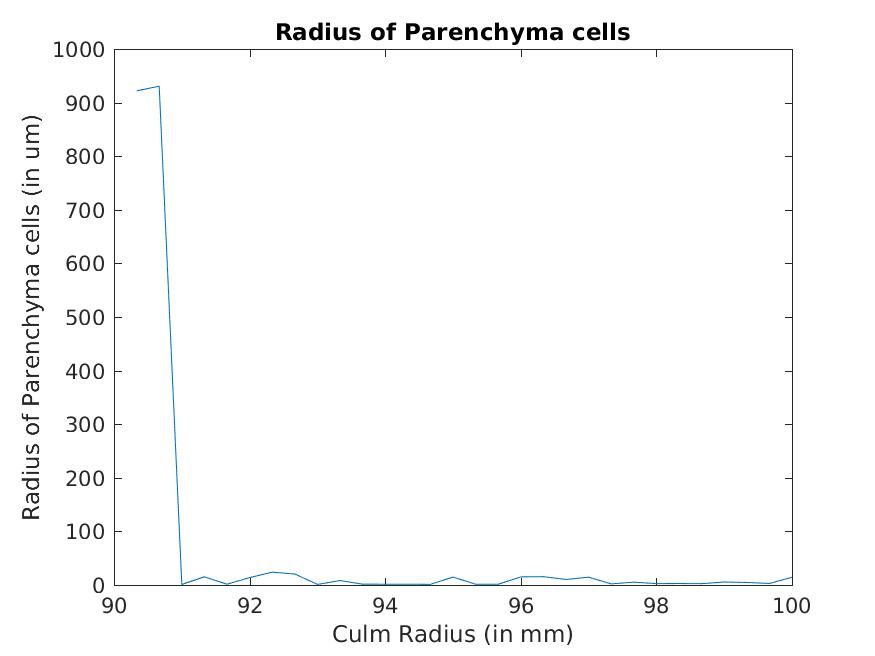 Radius of Parenchyma cells
1000
900
800
700
600
500
400
300
200
100
0
Radius of Parenchyma cells (in um)
90 92 94 96 98 100
Culm Radius (in mm)